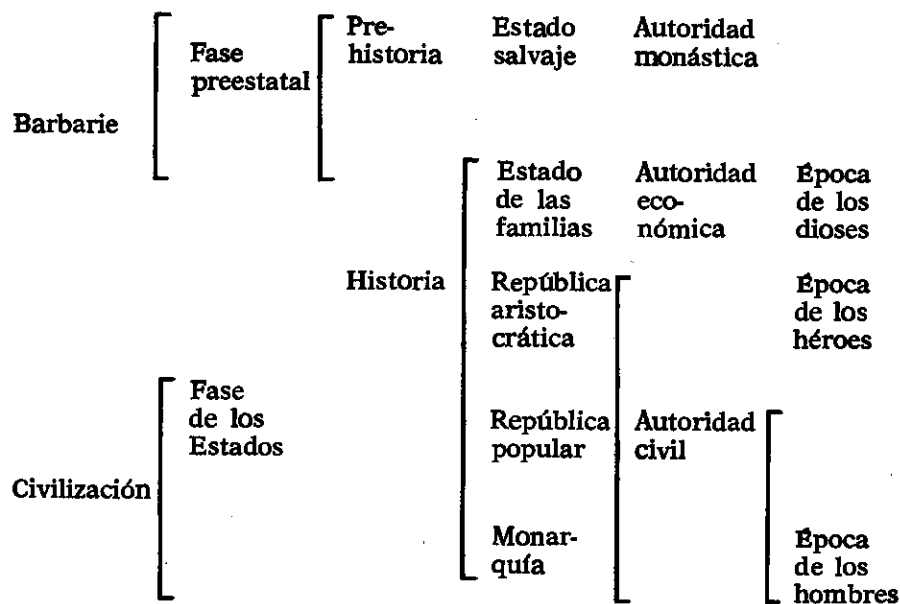 Pre-
historia
Estado
salvaje
Autoridad
monástica
Fase
preestatal
Barbarie
Estado
de las
familias
Autoridad
eco-
nómica
Época
de los
dioses
Historia
República
aristo-
crática
Época
de los
héroes
Fase
de los
Estados
República
popular
Autoridad
civil
Civilización
Monar-
quía
Época
de los
hombres